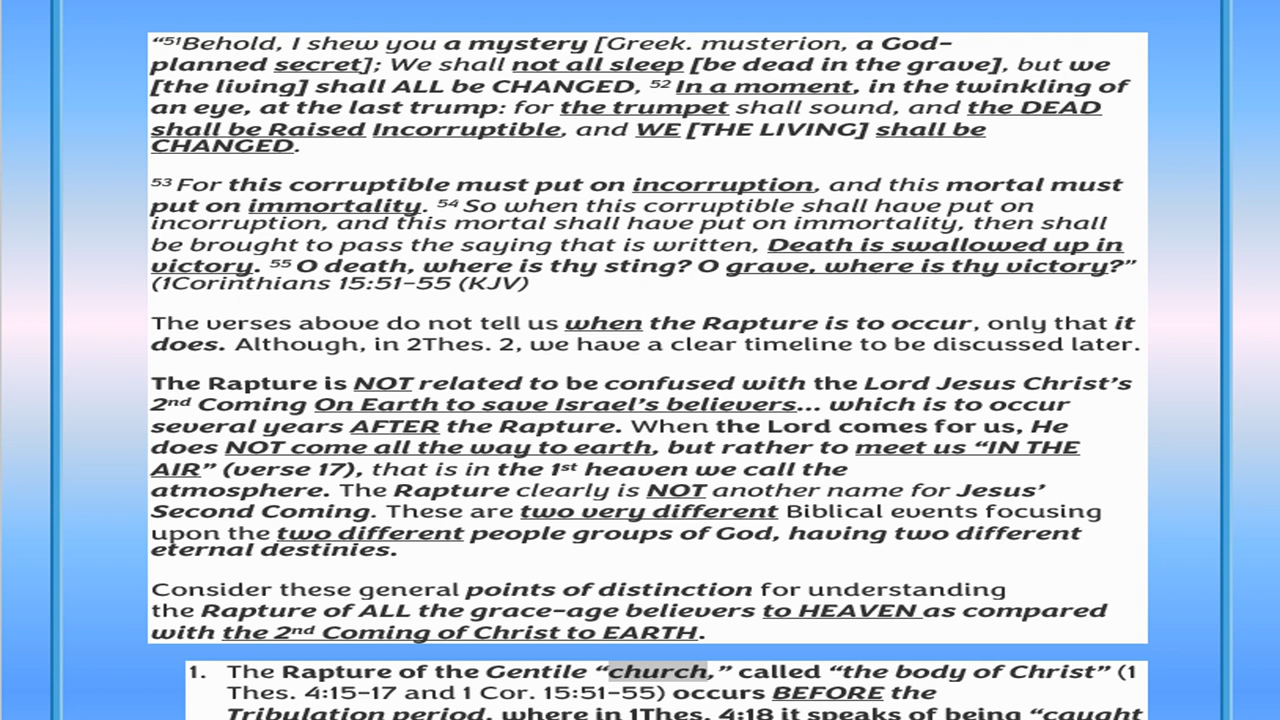 “⁵¹Behold, I shew you a mystery [Greek. musterion, a God-
planned secret]; We shall not all sleep [be dead in the grave], but we
[the living] shall ALL be CHANGED, ⁵² In a moment, in the twinkling of
an eye, at the last trump: for the trumpet shall sound, and the DEAD
shall be Raised Incorruptible, and WE [THE LIVING] shall be
CHANGED.
⁵³ For this corruptible must put on incorruption, and this mortal must
put on immortality. ⁵⁴ So when this corruptible shall have put on
incorruption, and this mortal shall have put on immortality, then shall
be brought to pass the saying that is written, Death is swallowed up in
victory. ⁵⁵ O death, where is thy sting? O grave, where is thy victory?”
(1Corinthians 15:51-55 (KJV)
The verses above do not tell us when the Rapture is to occur, only that it
does. Although, in 2Thes. 2, we have a clear timeline to be discussed later.
The Rapture is NOT related to be confused with the Lord Jesus Christ’s
2ⁿᵈ Coming On Earth to save Israel’s believers… which is to occur
several years AFTER the Rapture. When the Lord comes for us, He
does NOT come all the way to earth, but rather to meet us “IN THE
AIR” (verse 17), that is in the 1ˢᵗ heaven we call the
atmosphere. The Rapture clearly is NOT another name for Jesus’
Second Coming. These are two very different Biblical events focusing
upon the two different people groups of God, having two different
eternal destinies.
Consider these general points of distinction for understanding
the Rapture of ALL the grace-age believers to HEAVEN as compared
with the 2ⁿᵈ Coming of Christ to EARTH.
1. The Rapture of the Gentile “church,” called “the body of Christ” (1
Thes. 4:15-17 and 1 Cor. 15:51-55) occurs BEFORE the
Tribulation period, where in 1Thes. 4:18 it speaks of being “caught